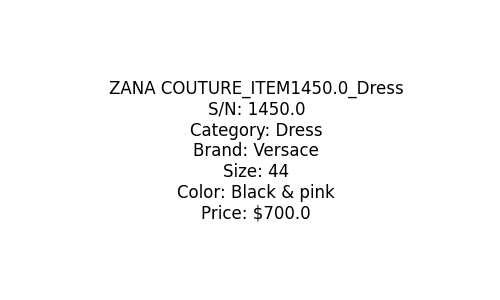 ZANA COUTURE_ITEM1450.0_Dress
S/N: 1450.0
Category: Dress
Brand: Versace
Size: 44
Color: Black & pink
Price: $700.0